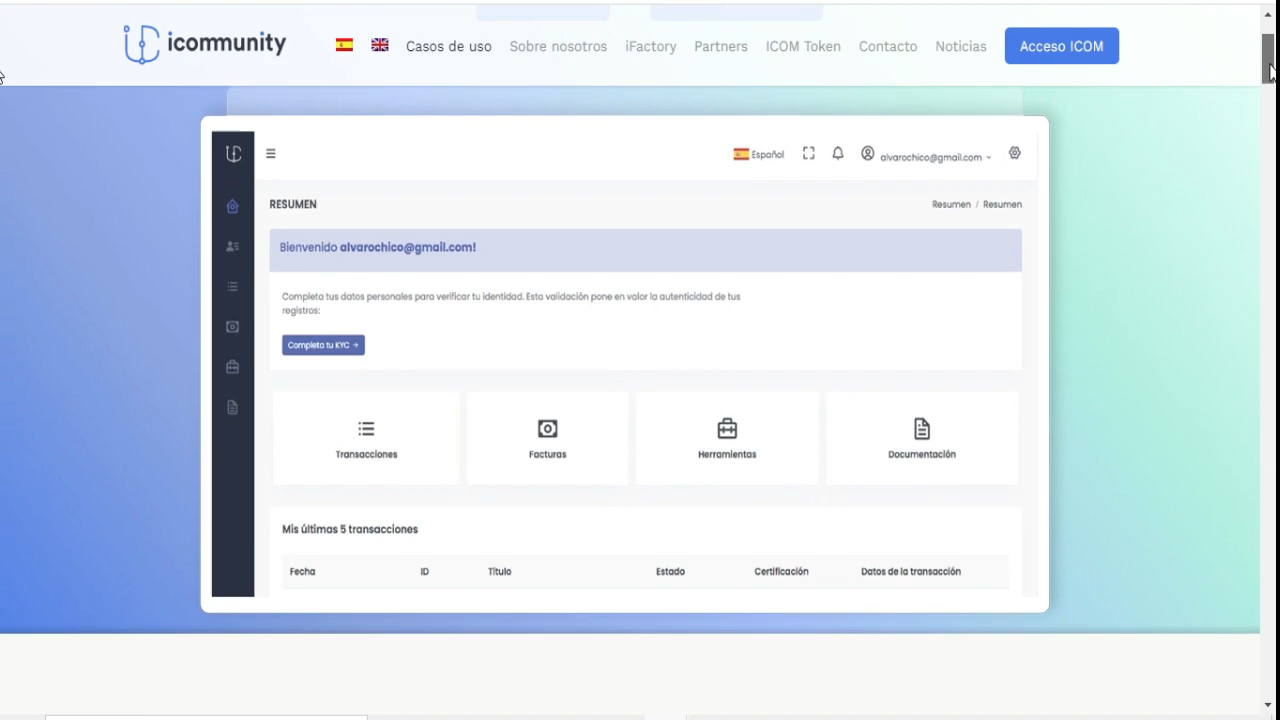 icommunity
Casos de uso
Sobre nosotros
iFactory
Partners
ICOM Token
Contacto
Noticias
Acceso ICOM
Español
alvarochico@gmail.com
RESUMEN
Resumen / Resumen
Bienvenido alvarochico@gmail.com!
Completa tus datos personales para verificar tu identidad. Esta validación pone en valor la autenticidad de tus
registros:
Completa tu KYC →
Transacciones
Facturas
Herramientas
Documentación
Mis últimas 5 transacciones
Fecha
ID
Título
Estado
Certificación
Datos de la transacción